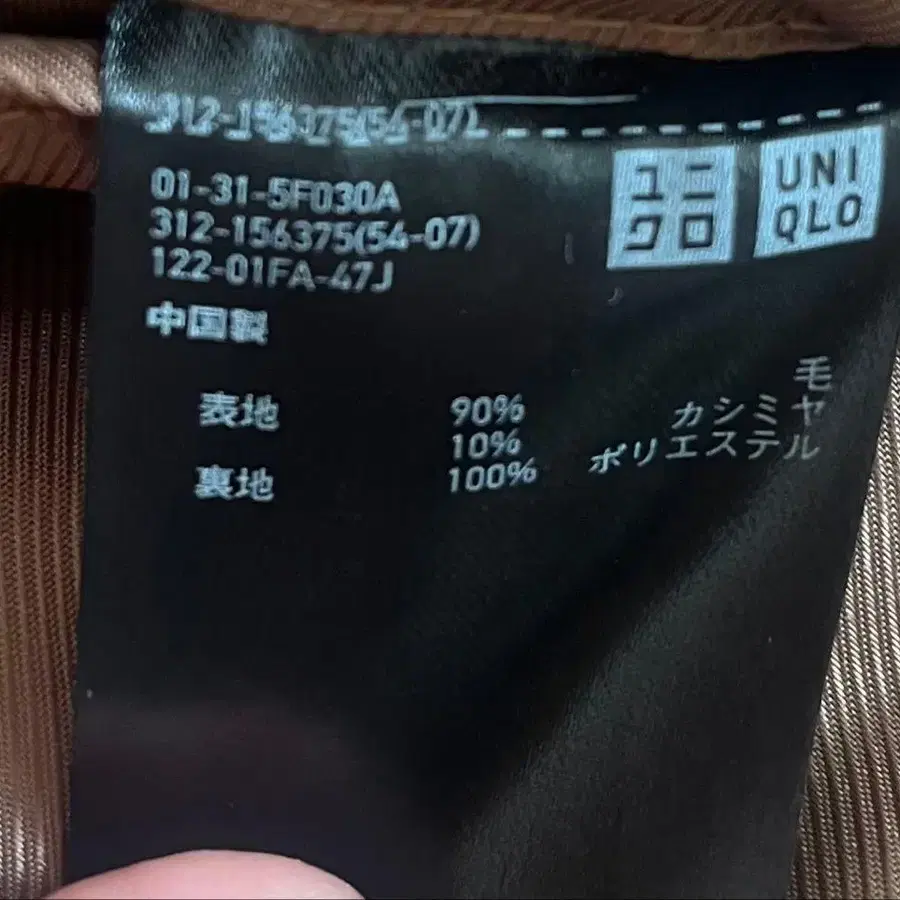 312-156375(54-07)
ユニ
クロ
UNI
QLO
01-31-5F030A
312-156375(54-07)
122-01FA-47J
中国製
表地 90% 毛
10% カシミヤ
裏地 100% ポリエステル